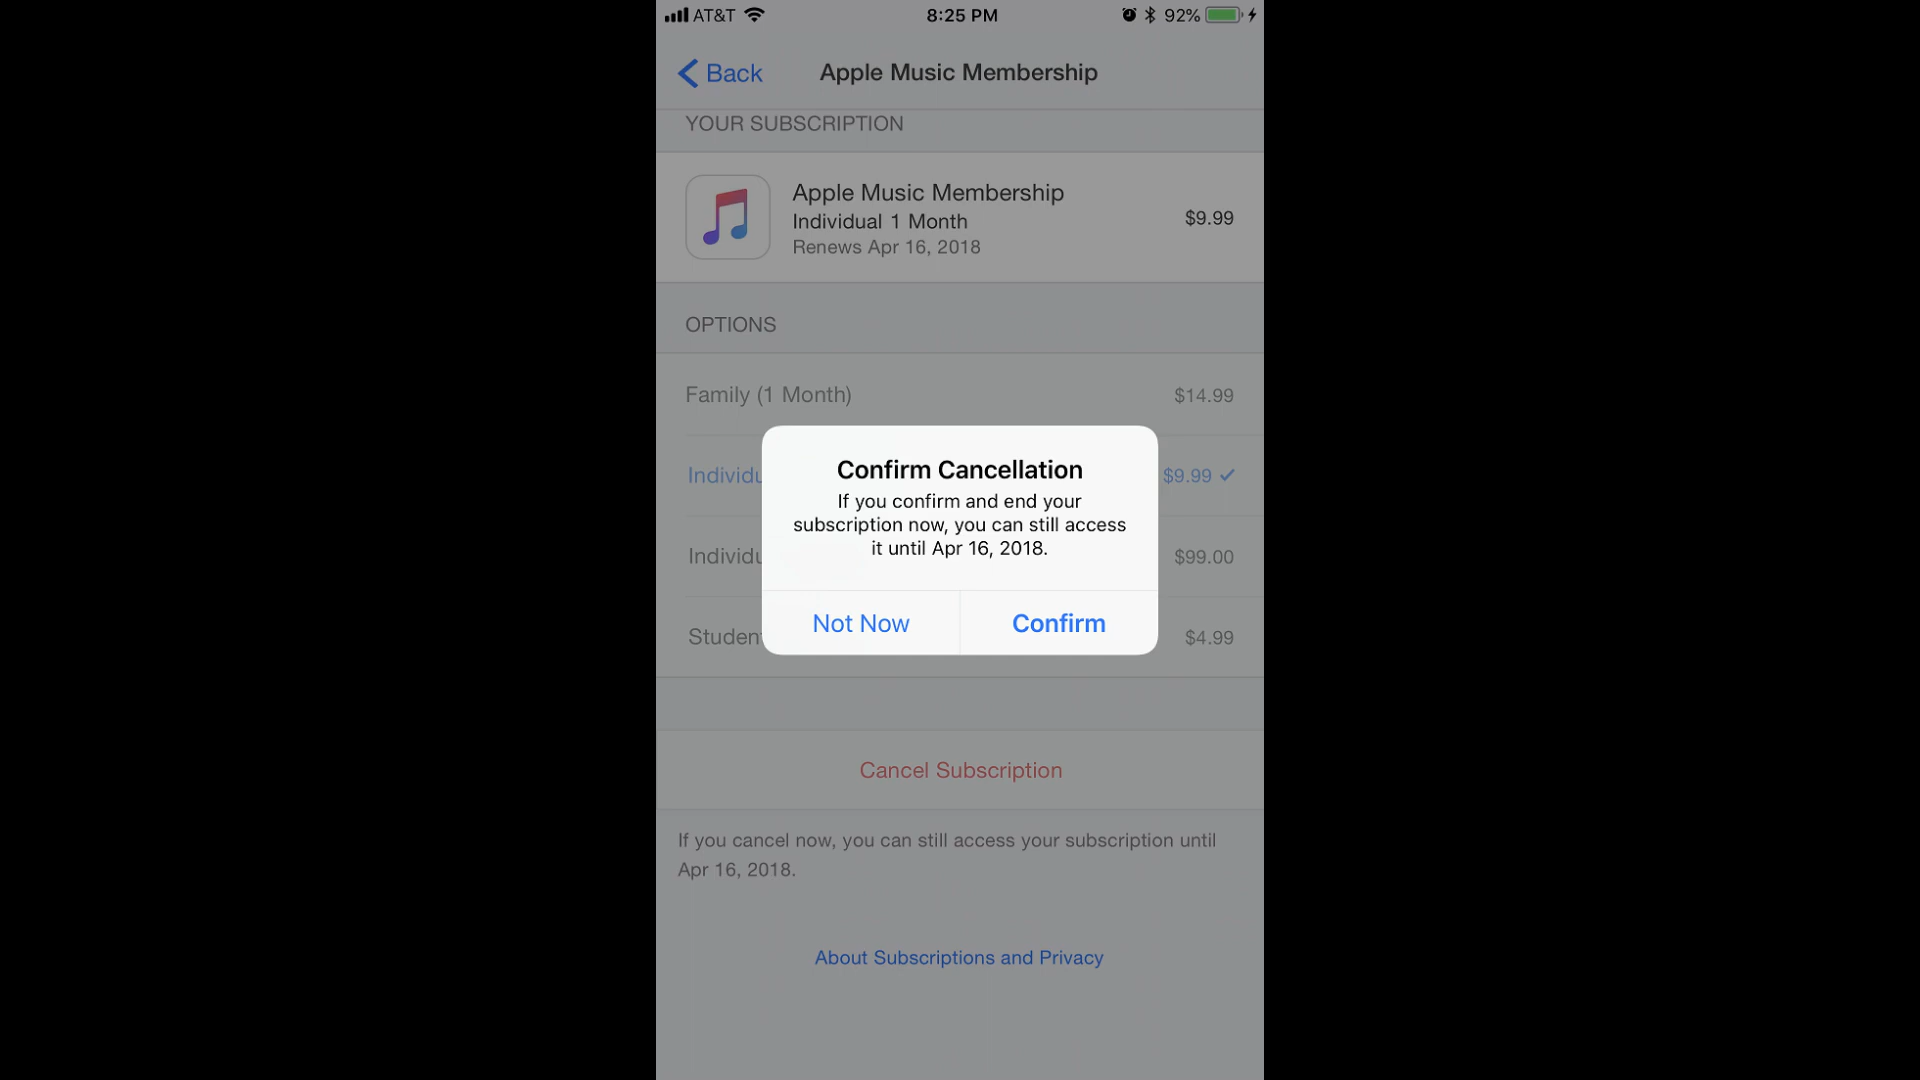 AT&T 8:25 PM 92%
Back Apple Music Membership
YOUR SUBSCRIPTION
Apple Music Membership
Individual 1 Month $9.99
Renews Apr 16, 2018
OPTIONS
Family (1 Month) $14.99
Confirm Cancellation
Individu $9.99
If you confirm and end your
subscription now, you can still access
it until Apr 16, 2018.
Individu $99.00
Not Now Confirm
Studen $4.99
Cancel Subscription
If you cancel now, you can still access your subscription until
Apr 16, 2018.
About Subscriptions and Privacy